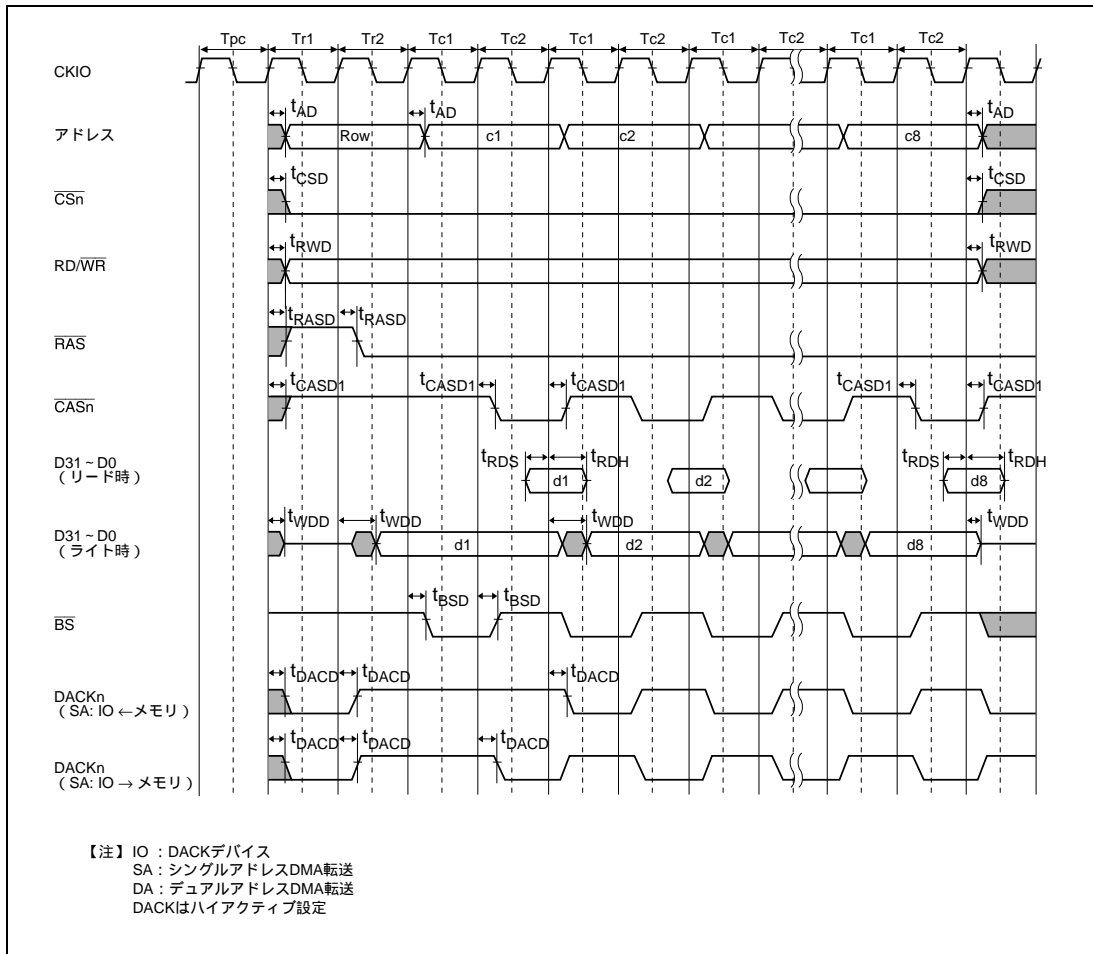 Tpc Tr1 Tr2 Tc1 Tc2 Tc1 Tc2 Tc1 Tc2 Tc1 Tc2
CKIO
tAD tAD tAD
アドレス Row c1 c2 c8
tCSD tCSD
CSn
tRWD tRWD
RD/WR
tRASD tRASD
RAS
tCASD1 tCASD1 tCASD1 tCASD1 tCASD1
CASn
D31~D0
(リード時)
tRDS tRDH tRDS tRDH
d1 d2 d8
D31~D0
(ライト時)
tWDD tWDD tWDD tWDD
d1 d2 d8
tBSD tBSD
BS
tDACD tDACD tDACD
DACKn
(SA: IO ←メモリ)
tDACD tDACD tDACD
DACKn
(SA: IO → メモリ)
【注】IO : DACKデバイス
SA : シングルアドレスDMA転送
DA : デュアルアドレスDMA転送
DACKはハイアクティブ設定